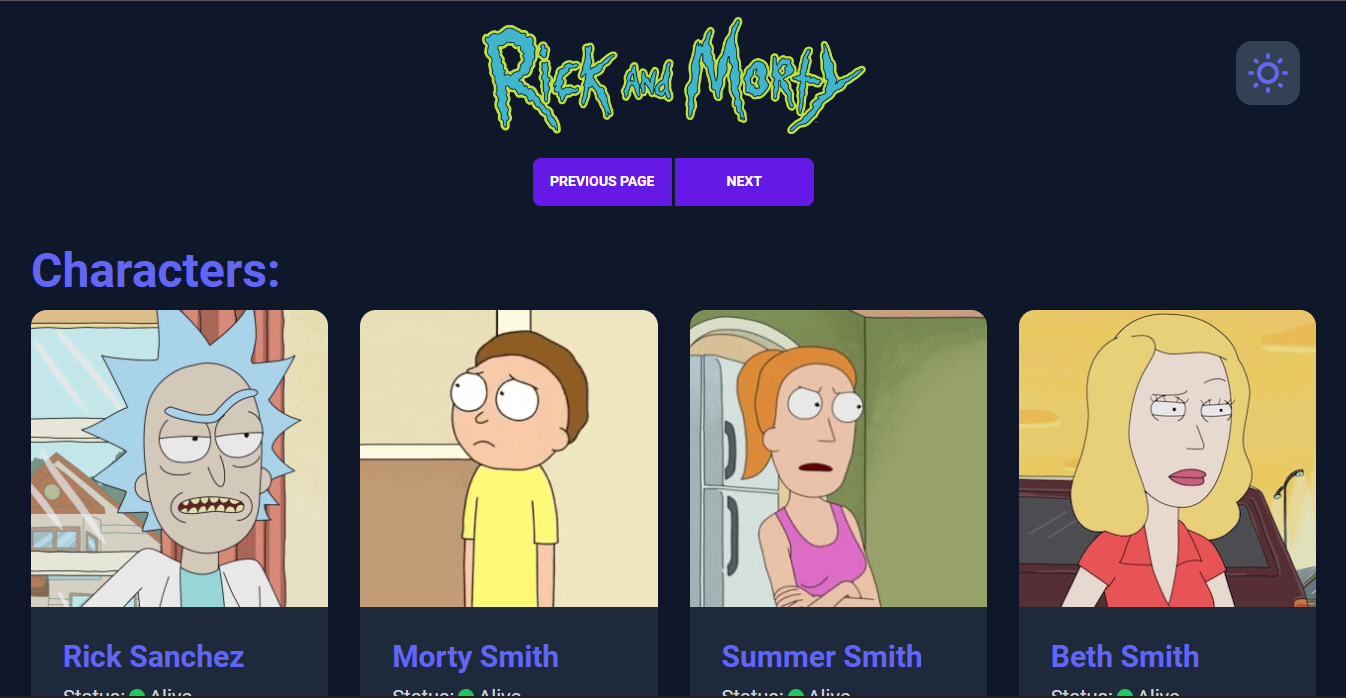 Rick and Morty
PREVIOUS PAGE NEXT
Characters:
Rick Sanchez Morty Smith Summer Smith Beth Smith
Status: Alive Status: Alive Status: Alive Status: Alive